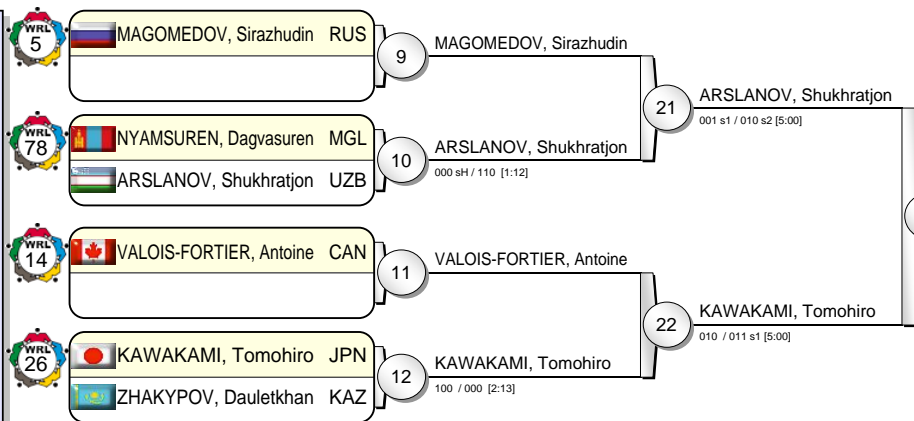 WRL
5
MAGOMEDOV, Sirazhudin RUS
9
MAGOMEDOV, Sirazhudin
21
ARSLANOV, Shukhratjon
001 s1 / 010 s2 [5:00]
WRL
78
NYAMSUREN, Dagvasuren MGL
ARSLANOV, Shukhratjon UZB
10
ARSLANOV, Shukhratjon
000 sH / 110 [1:12]
WRL
14
VALOIS-FORTIER, Antoine CAN
11
VALOIS-FORTIER, Antoine
22
KAWAKAMI, Tomohiro
010 / 011 s1 [5:00]
WRL
26
KAWAKAMI, Tomohiro JPN
ZHAKYPOV, Dauletkhan KAZ
12
KAWAKAMI, Tomohiro
100 / 000 [2:13]